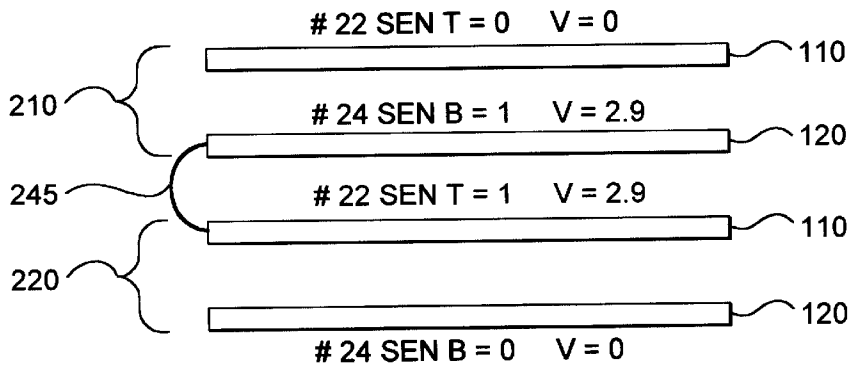 # 22 SEN T = 0 V = 0
110
210
# 24 SEN B = 1 V = 2.9
120
245
# 22 SEN T = 1 V = 2.9
110
220
120
# 24 SEN B = 0 V = 0